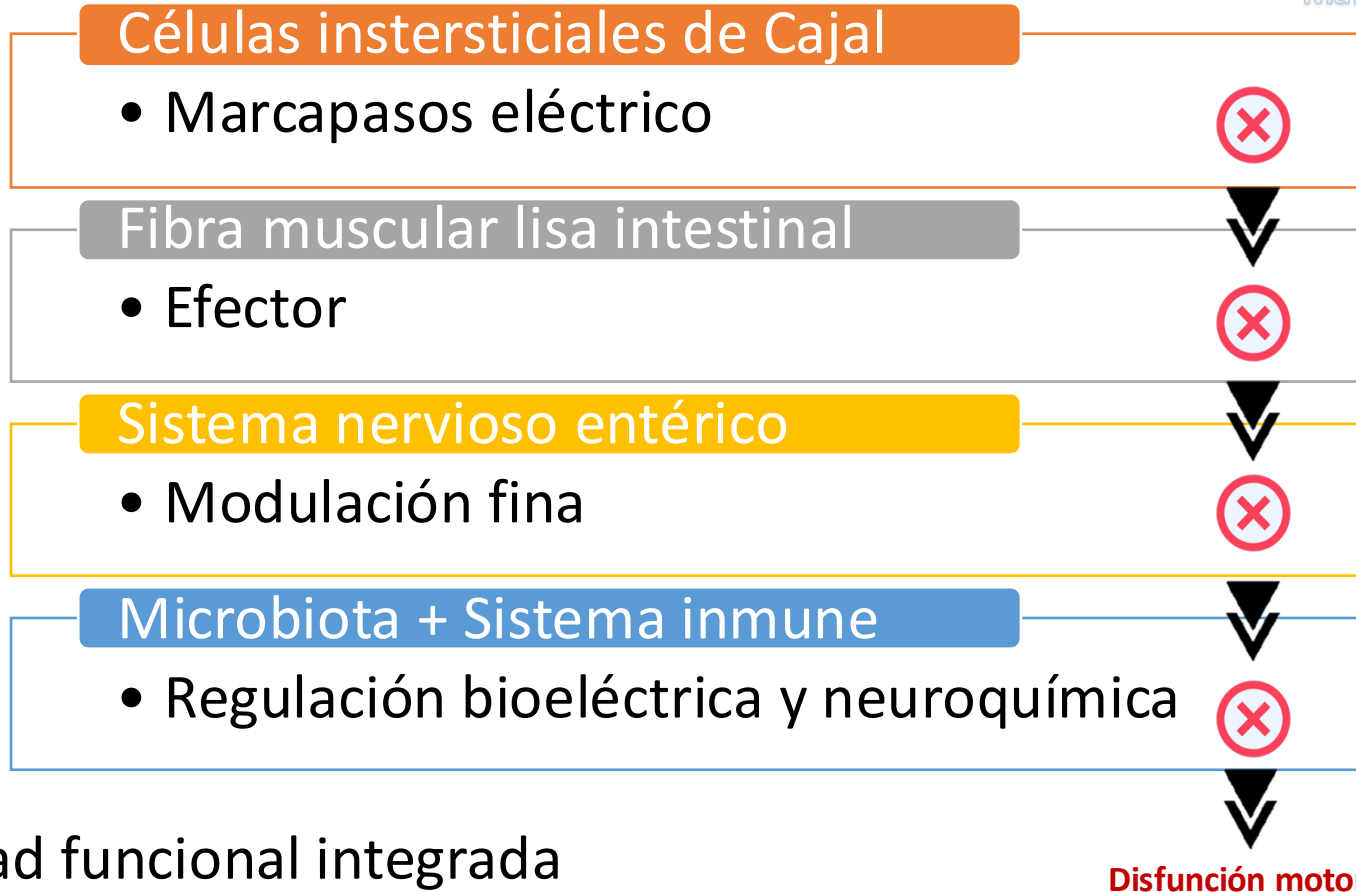 Células instersticiales de Cajal
• Marcapasos eléctrico
Fibra muscular lisa intestinal
• Efector
Sistema nervioso entérico
• Modulación fina
Microbiota + Sistema inmune
• Regulación bioeléctrica y neuroquímica
ad funcional integrada
Disfunción moto